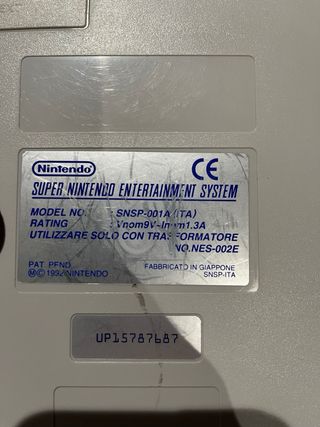 Nintendo
CE
SUPER NINTENDO ENTERTAINMENT SYSTEM
MODEL NO. : SNSP-001A(ITA)
RATING : Vnom9V⎓Inom1.3A
UTILIZZARE SOLO CON TRASFORMATORE
NO.NES-002E
PAT. PEND.
FABBRICATO IN GIAPPONE
Ⓜ© 1992 NINTENDO
SNSP-ITA
UP15787687